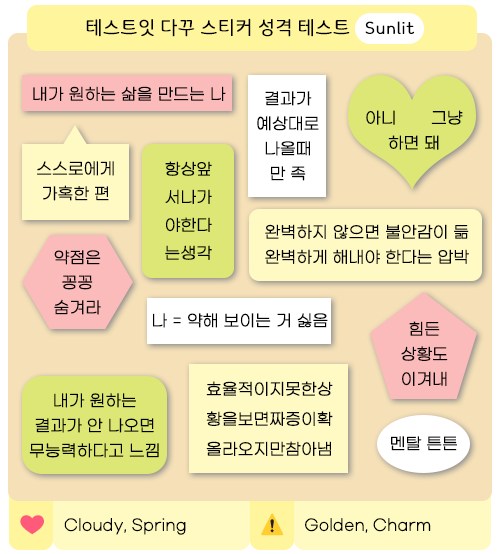 테스트잇 다꾸 스티커 성격 테스트 Sunlit
내가 원하는 삶을 만드는 나
결과가
예상대로
나올때
만 족
아니 그냥
하면 돼
스스로에게
가혹한 편
항상앞
서나가
야한다
는생각
완벽하지 않으면 불안감이 듦
완벽하게 해내야 한다는 압박
약점은
꽁꽁
숨겨라
나 = 약해 보이는 거 싫음
힘든
상황도
이겨내
내가 원하는
결과가 안 나오면
무능력하다고 느낌
효율적이지못한상
황을보면짜증이확
올라오지만참아냄
멘탈 튼튼
Cloudy, Spring
Golden, Charm